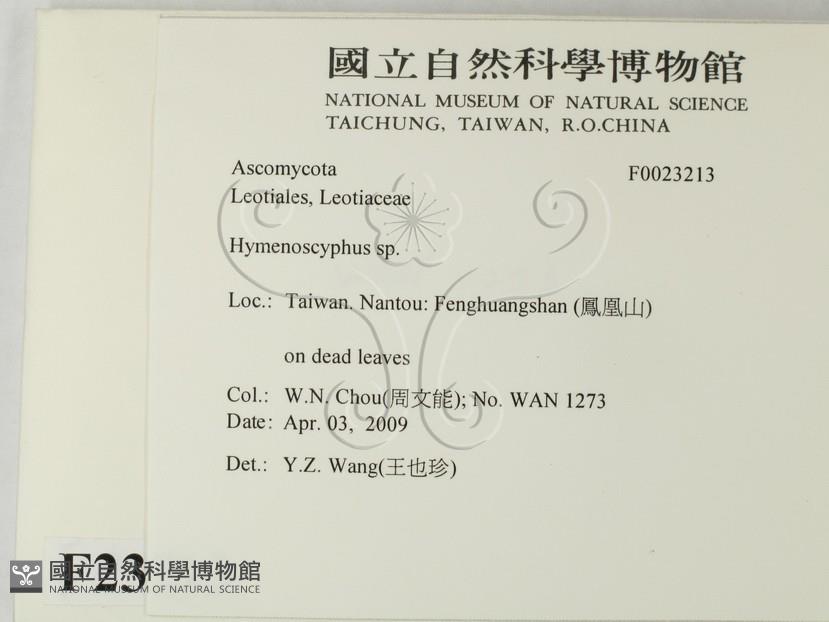 國立自然科學博物館
NATIONAL MUSEUM OF NATURAL SCIENCE
TAICHUNG, TAIWAN, R.O.CHINA
Ascomycota F0023213
Leotiales, Leotiaceae
Hymenoscyphus sp.
Loc.: Taiwan. Nantou: Fenghuangshan (鳳凰山)
on dead leaves
Col.: W.N. Chou(周文能); No. WAN 1273
Date: Apr. 03, 2009
Det.: Y.Z. Wang(王也珍)
F23
國立自然科學博物館
NATIONAL MUSEUM OF NATURAL SCIENCE